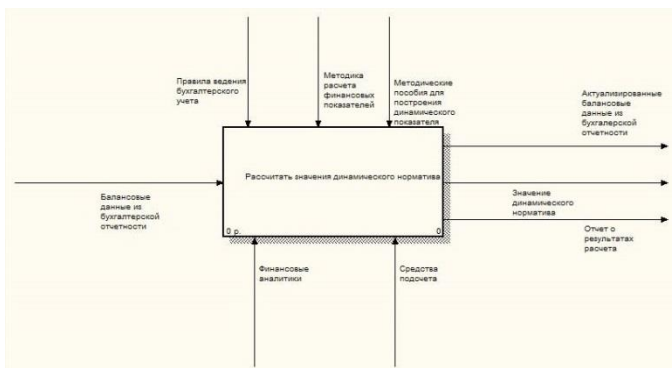 Правила ведения
бухгалтерского
учета
Методика
расчета
финансовых
показателей
Методические
пособия для
построения
динамического
показателя
Актуализированные
балансовые
данные из
бухгалерской
отчетности
Рассчитать значения динамического норматива
Балансовые
данные из
бухгалтерской
отчетности
Значение
динамического
норматива
0 р.
0
Отчет о
результатах
расчета
Финансовые
аналитики
Средства
подсчета